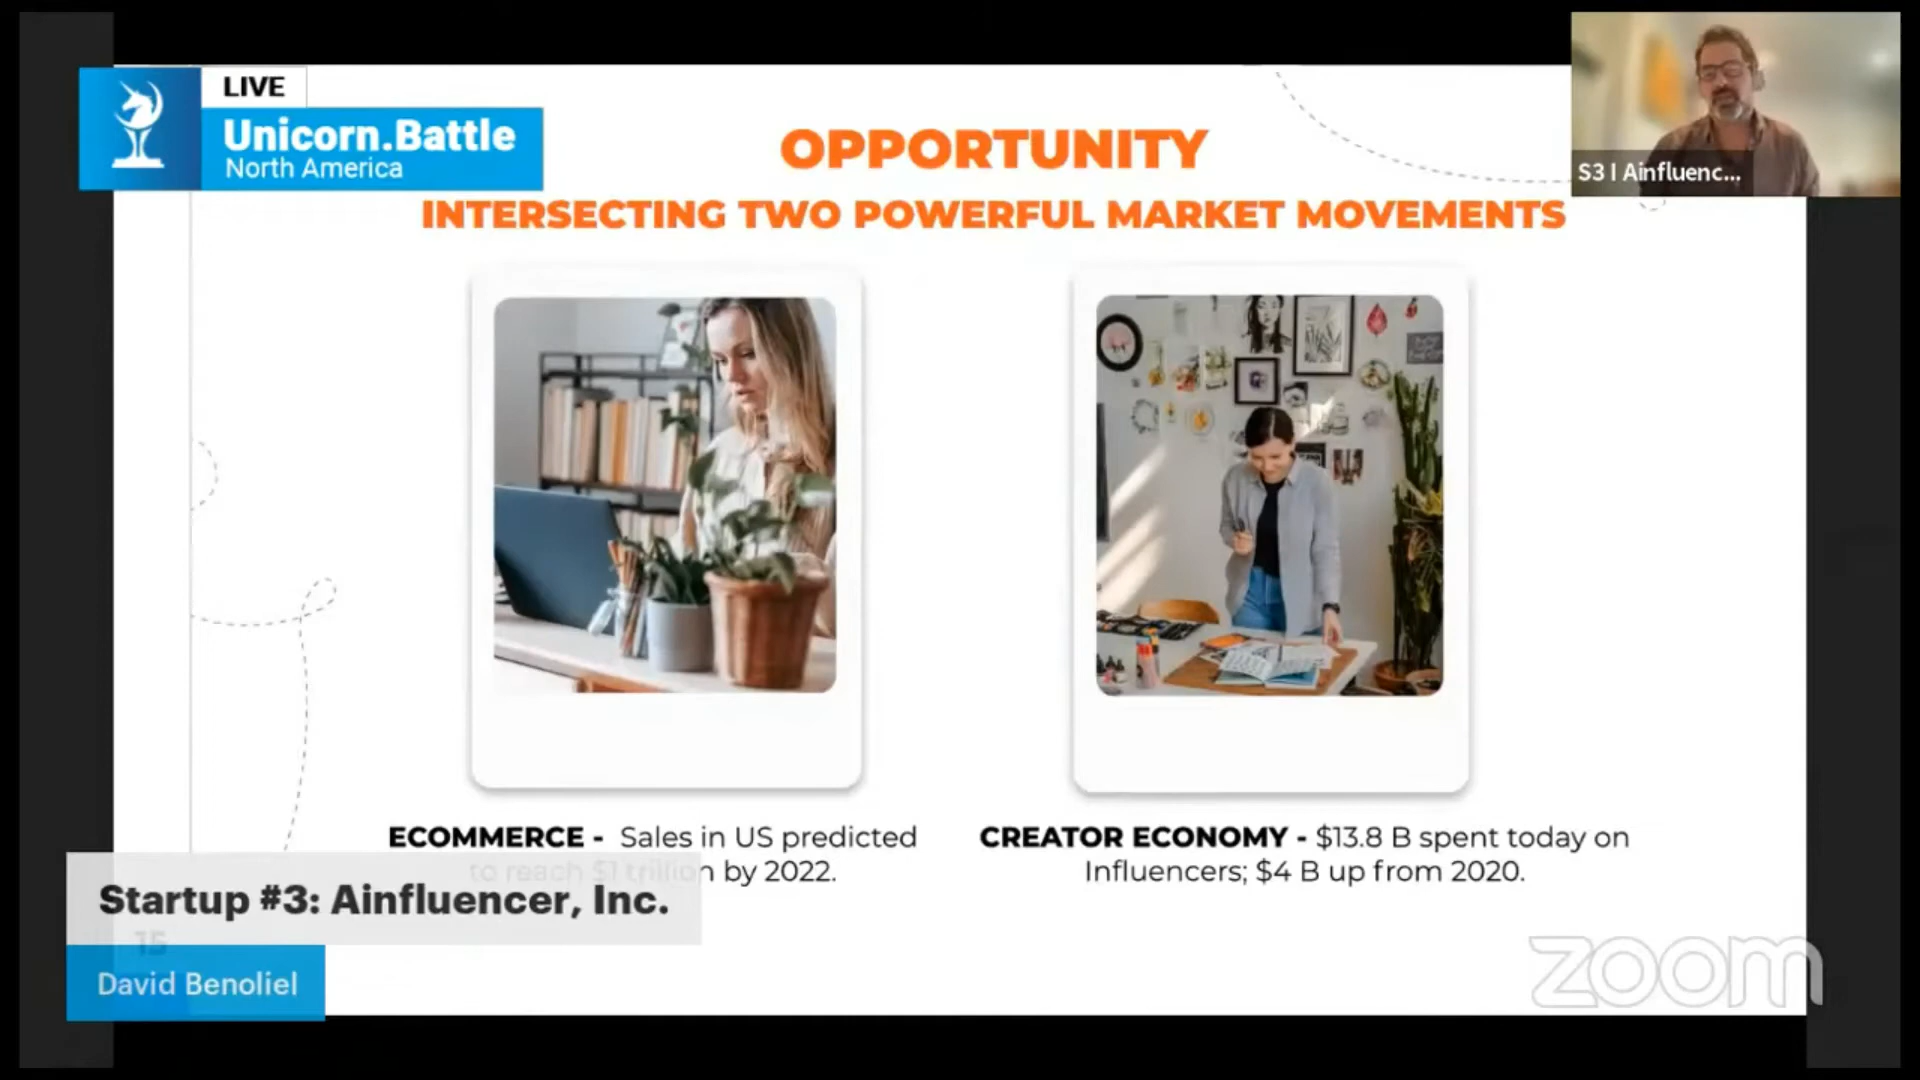 LIVE
Unicorn.Battle
North America
OPPORTUNITY
INTERSECTING TWO POWERFUL MARKET MOVEMENTS
S3 I Ainfluenc...
ECOMMERCE - Sales in US predicted
to reach $1 trillion by 2022.
CREATOR ECONOMY - $13.8 B spent today on
Influencers; $4 B up from 2020.
Startup #3: Ainfluencer, Inc.
15
David Benoliel
zoom